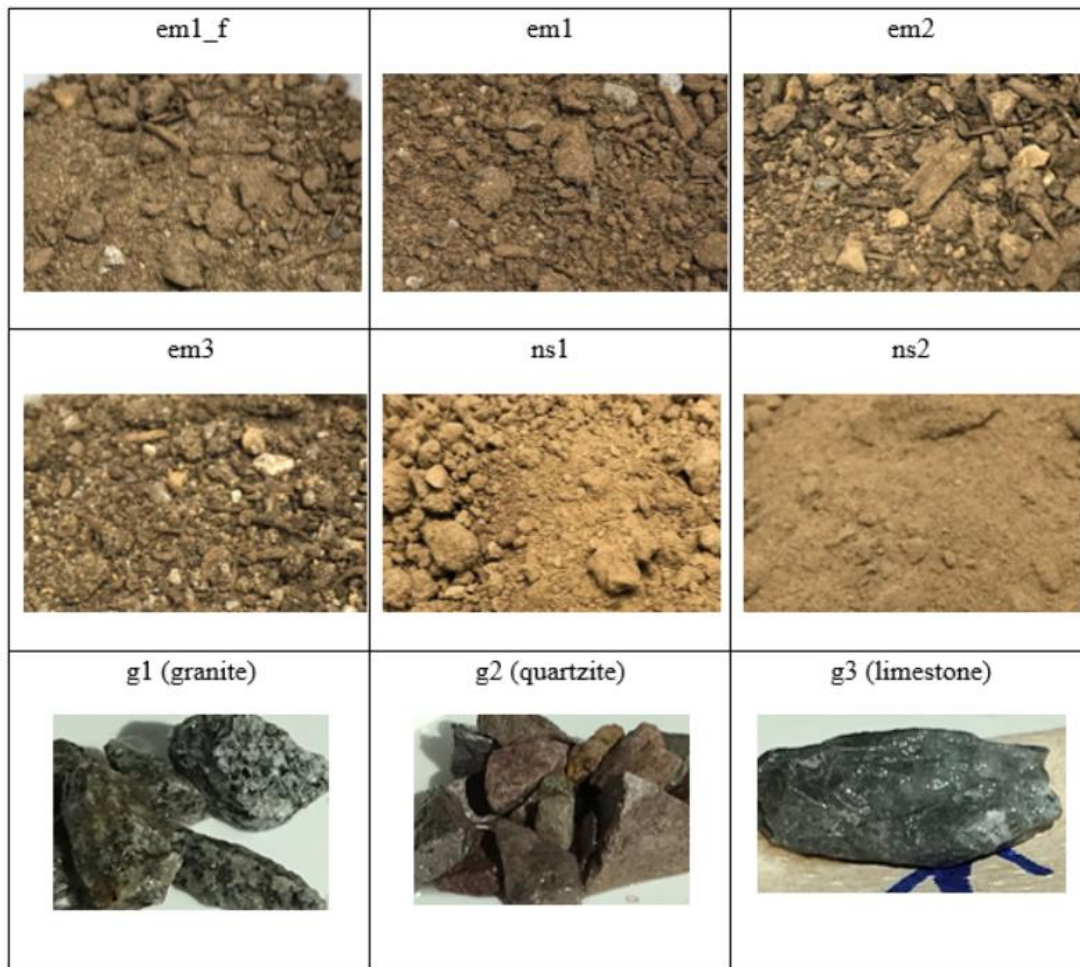 em1_f
em1
em2
em3
ns1
ns2
g1 (granite)
g2 (quartzite)
g3 (limestone)